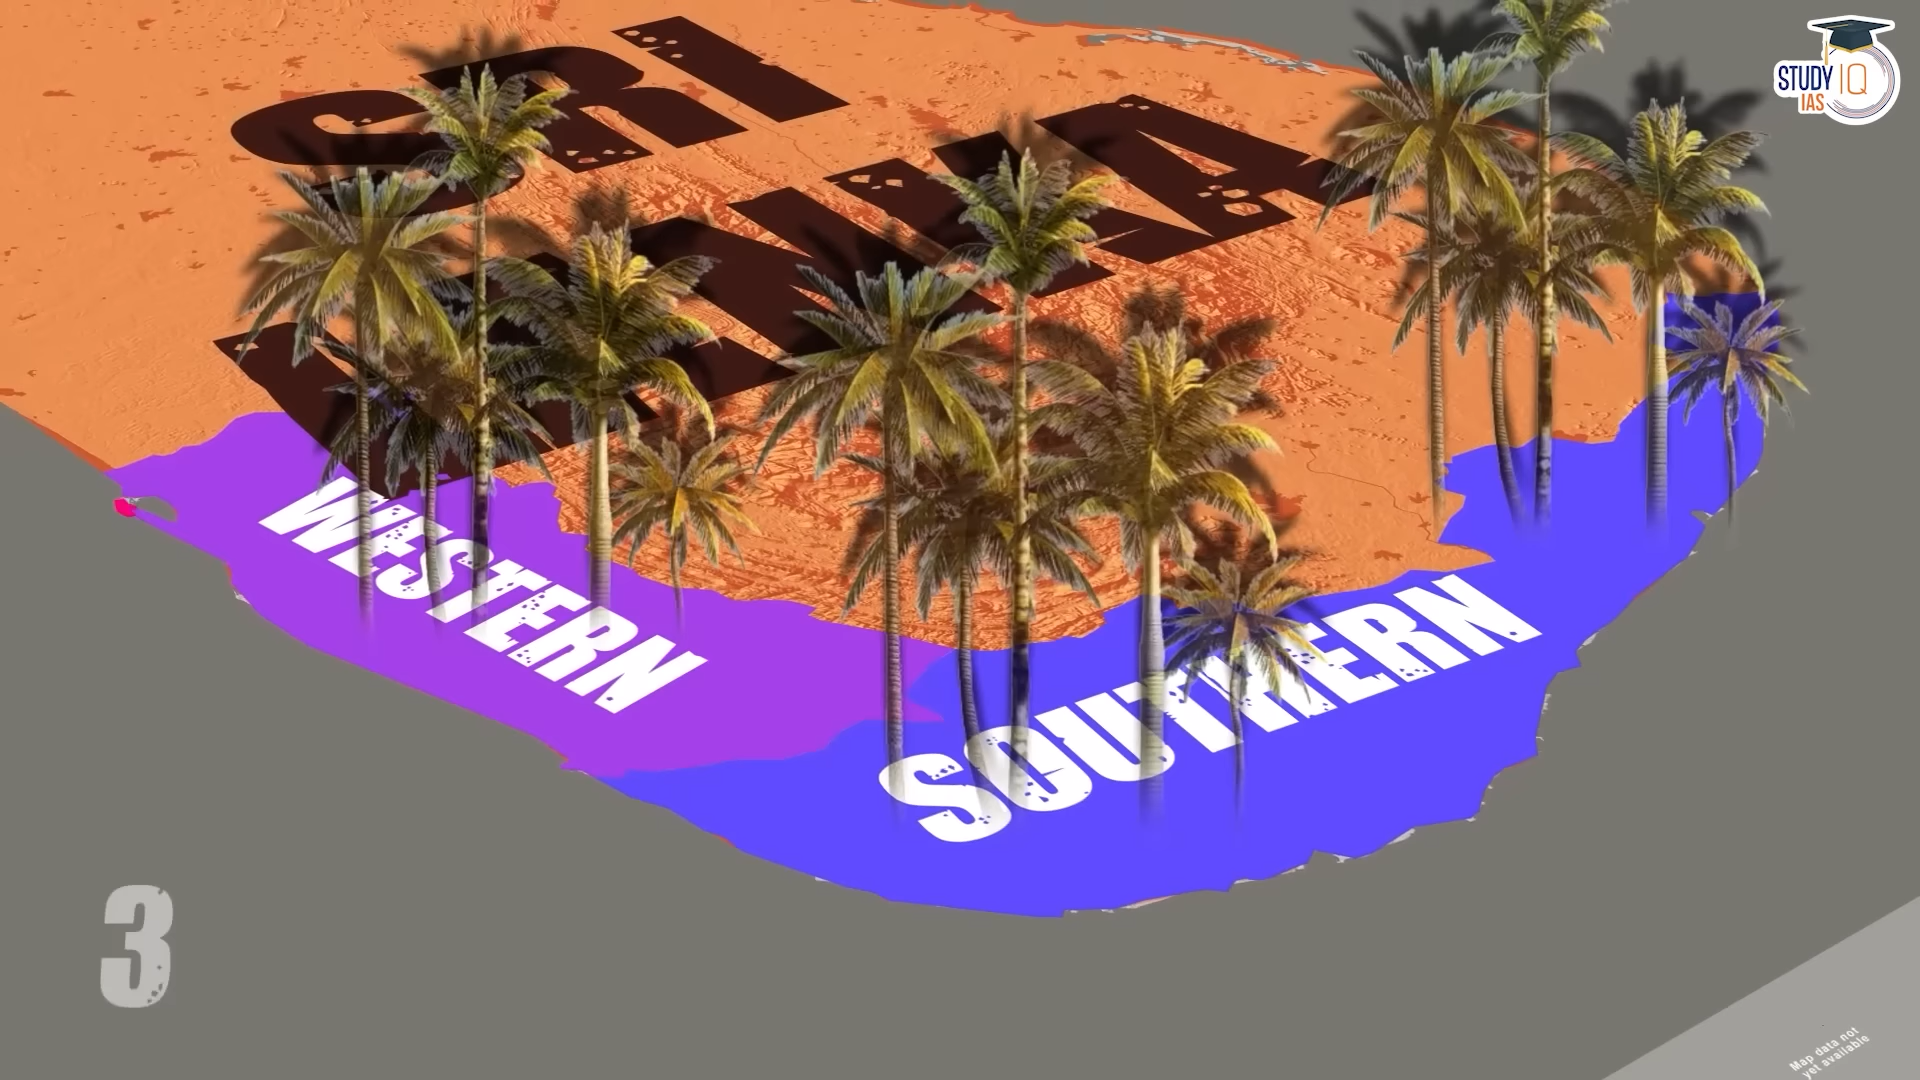 SRI
LANKA
WESTERN
SOUTHERN
3
STUDY IQ
IAS
Map data not
yet available